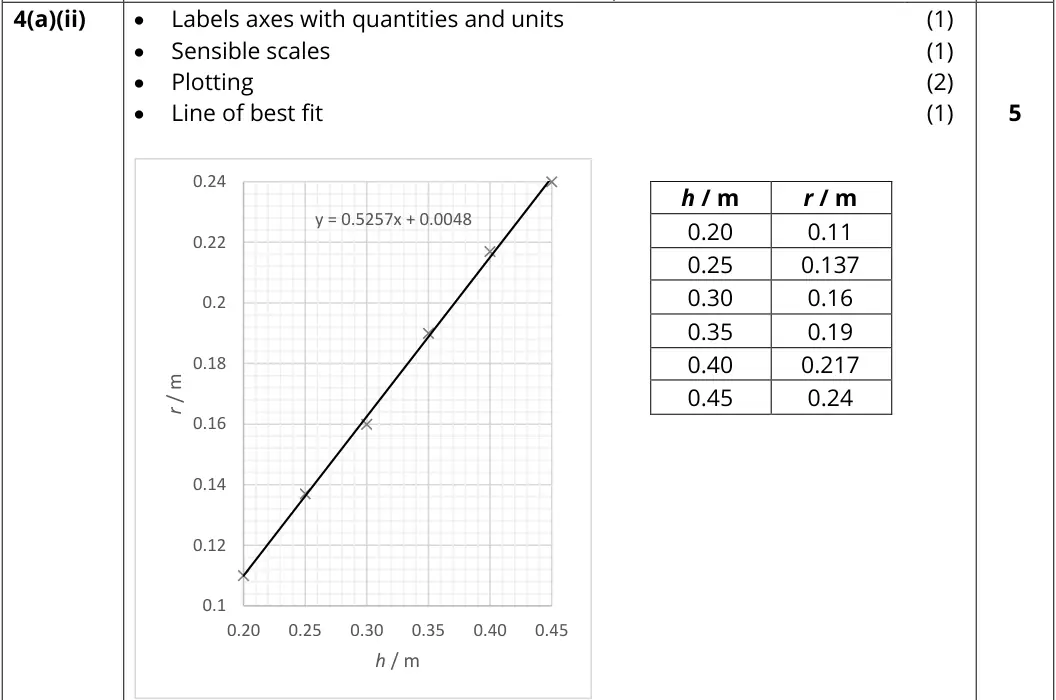 4(a)(ii)
• Labels axes with quantities and units (1)
• Sensible scales (1)
• Plotting (2)
• Line of best fit (1) 5
0.24
y = 0.5257x + 0.0048
0.22
0.2
0.18
r / m
0.16
0.14
0.12
0.1
0.20 0.25 0.30 0.35 0.40 0.45
h / m
h / m r / m
0.20 0.11
0.25 0.137
0.30 0.16
0.35 0.19
0.40 0.217
0.45 0.24